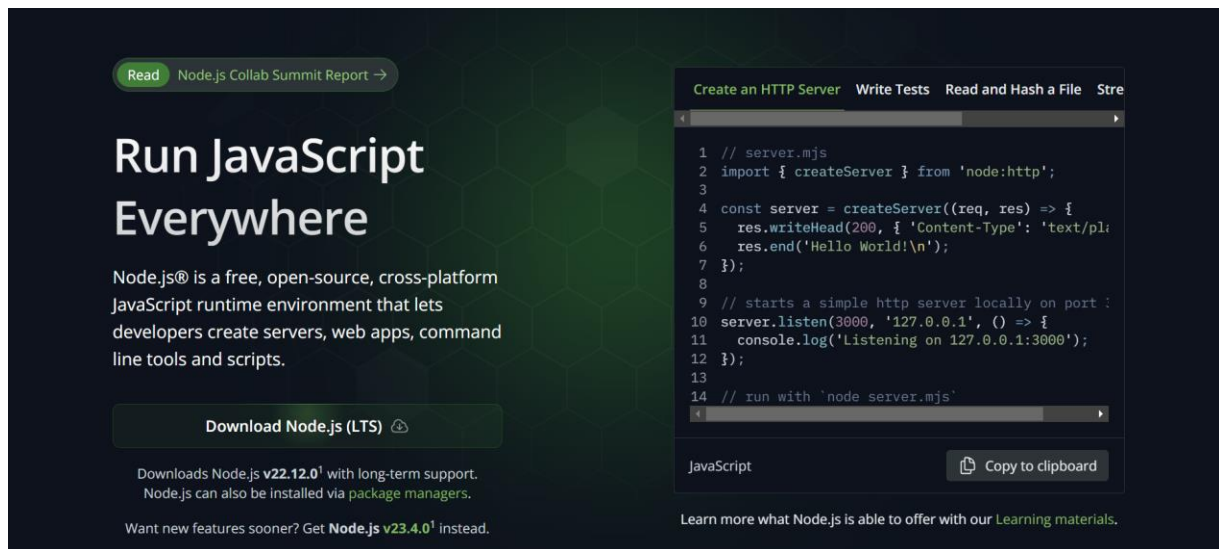 Read Node.js Collab Summit Report →
Run JavaScript
Everywhere
Node.js® is a free, open-source, cross-platform
JavaScript runtime environment that lets
developers create servers, web apps, command
line tools and scripts.
Download Node.js (LTS)
Downloads Node.js v22.12.0¹ with long-term support.
Node.js can also be installed via package managers.
Want new features sooner? Get Node.js v23.4.0¹ instead.
Create an HTTP Server Write Tests Read and Hash a File Stre
1 // server.mjs
2 import { createServer } from 'node:http';
3
4 const server = createServer((req, res) => {
5   res.writeHead(200, { 'Content-Type': 'text/pla
6   res.end('Hello World!\n');
7 });
8
9 // starts a simple http server locally on port
10 server.listen(3000, '127.0.0.1', () => {
11   console.log('Listening on 127.0.0.1:3000');
12 });
13
14 // run with `node server.mjs`
JavaScript Copy to clipboard
Learn more what Node.js is able to offer with our Learning materials.